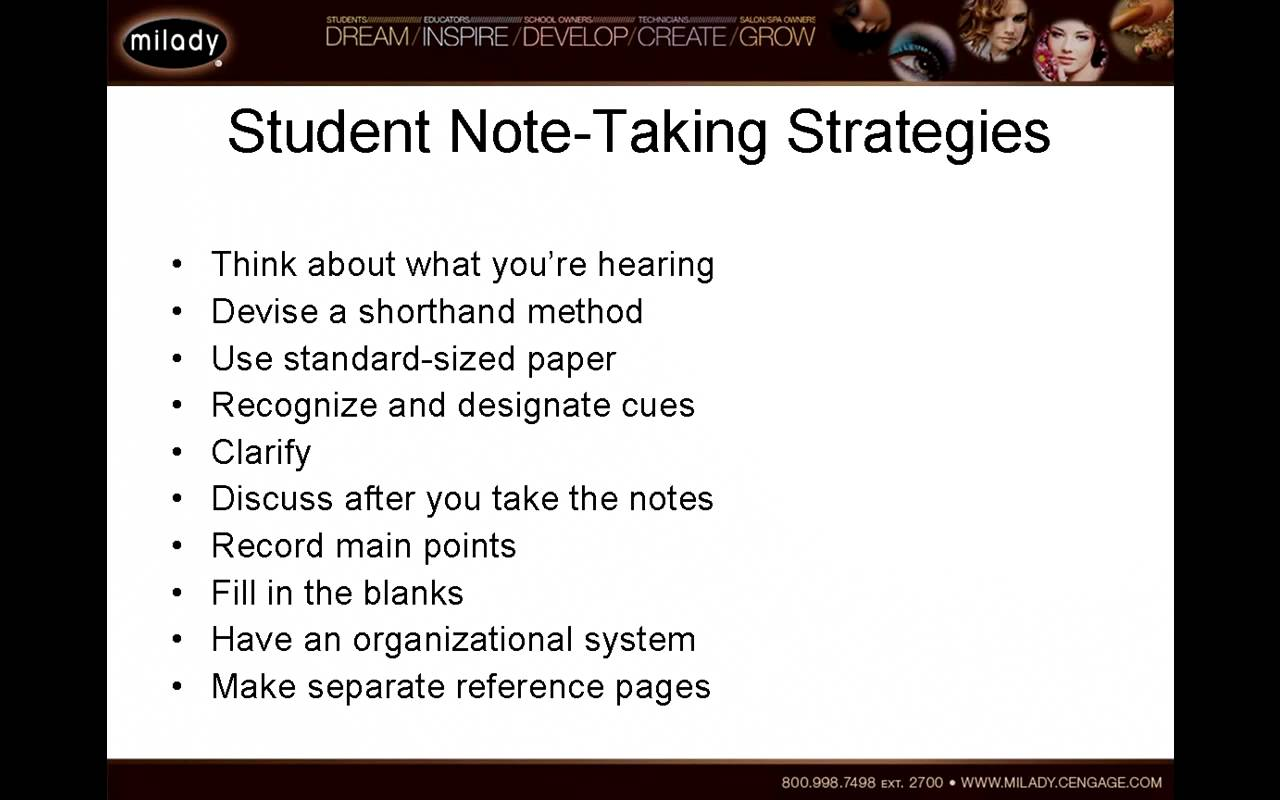 milady
STUDENTS//////////////// EDUCATORS//////////////// SCHOOL OWNERS//////////// TECHNICIANS//////////////// SALON/SPA OWNERS
DREAM/INSPIRE/DEVELOP/CREATE/GROW
Student Note-Taking Strategies
• Think about what you’re hearing
• Devise a shorthand method
• Use standard-sized paper
• Recognize and designate cues
• Clarify
• Discuss after you take the notes
• Record main points
• Fill in the blanks
• Have an organizational system
• Make separate reference pages
800.998.7498 EXT. 2700 • WWW.MILADY.CENGAGE.COM